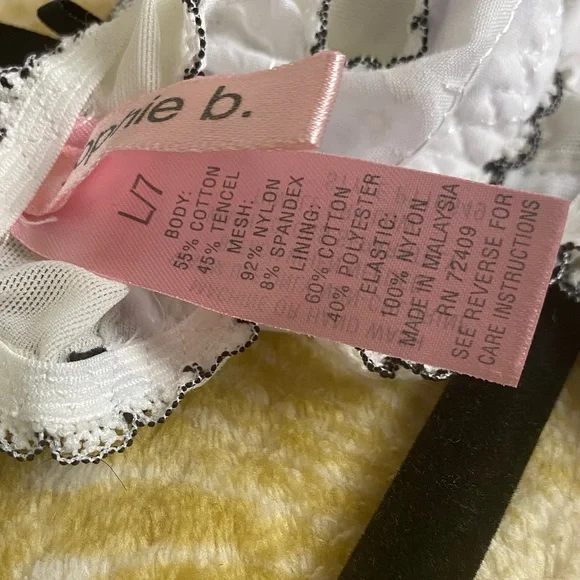 nie b.
L/7
BODY:
55% COTTON
45% TENCEL
MESH:
92% NYLON
8% SPANDEX
LINING:
60% COTTON
40% POLYESTER
ELASTIC:
100% NYLON
MADE IN MALAYSIA
RN 72409
SEE REVERSE FOR
CARE INSTRUCTIONS